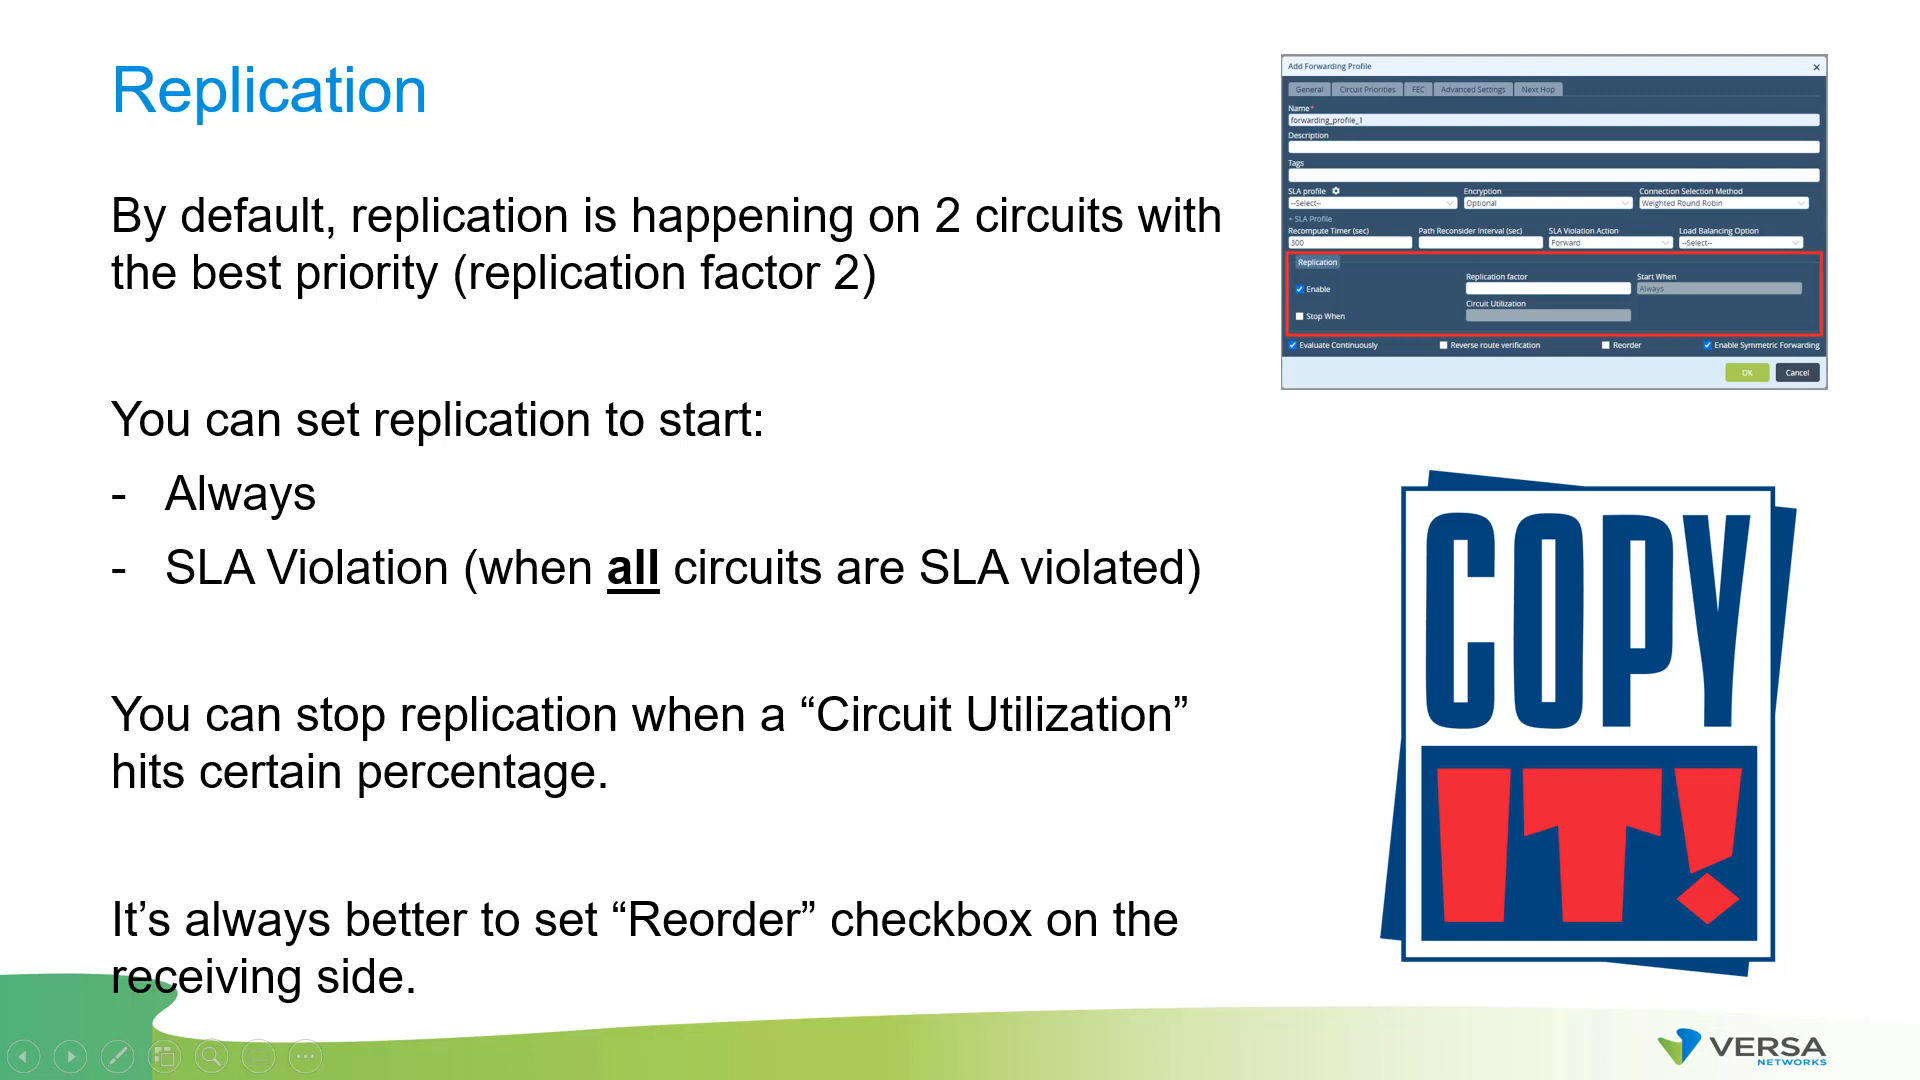 Replication
By default, replication is happening on 2 circuits with
the best priority (replication factor 2)
You can set replication to start:
- Always
- SLA Violation (when all circuits are SLA violated)
You can stop replication when a “Circuit Utilization”
hits certain percentage.
It’s always better to set “Reorder” checkbox on the
receiving side.
Add Forwarding Profile
General Circuit Priorities FEC Advanced Settings Next Hop
Name*
forwarding_profile_1
Description
Tags
SLA profile Encryption Connection Selection Method
--Select-- Optional Weighted Round Robin
+ SLA Profile
Recompute Timer (sec) Path Reconsider Interval (sec) SLA Violation Action Load Balancing Option
300 Forward --Select--
Replication
Replication factor Start When
Enable Always
Circuit Utilization
Stop When
Evaluate Continuously Reverse route verification Reorder Enable Symmetric Forwarding
OK Cancel
COPY
IT!
VERSA
NETWORKS